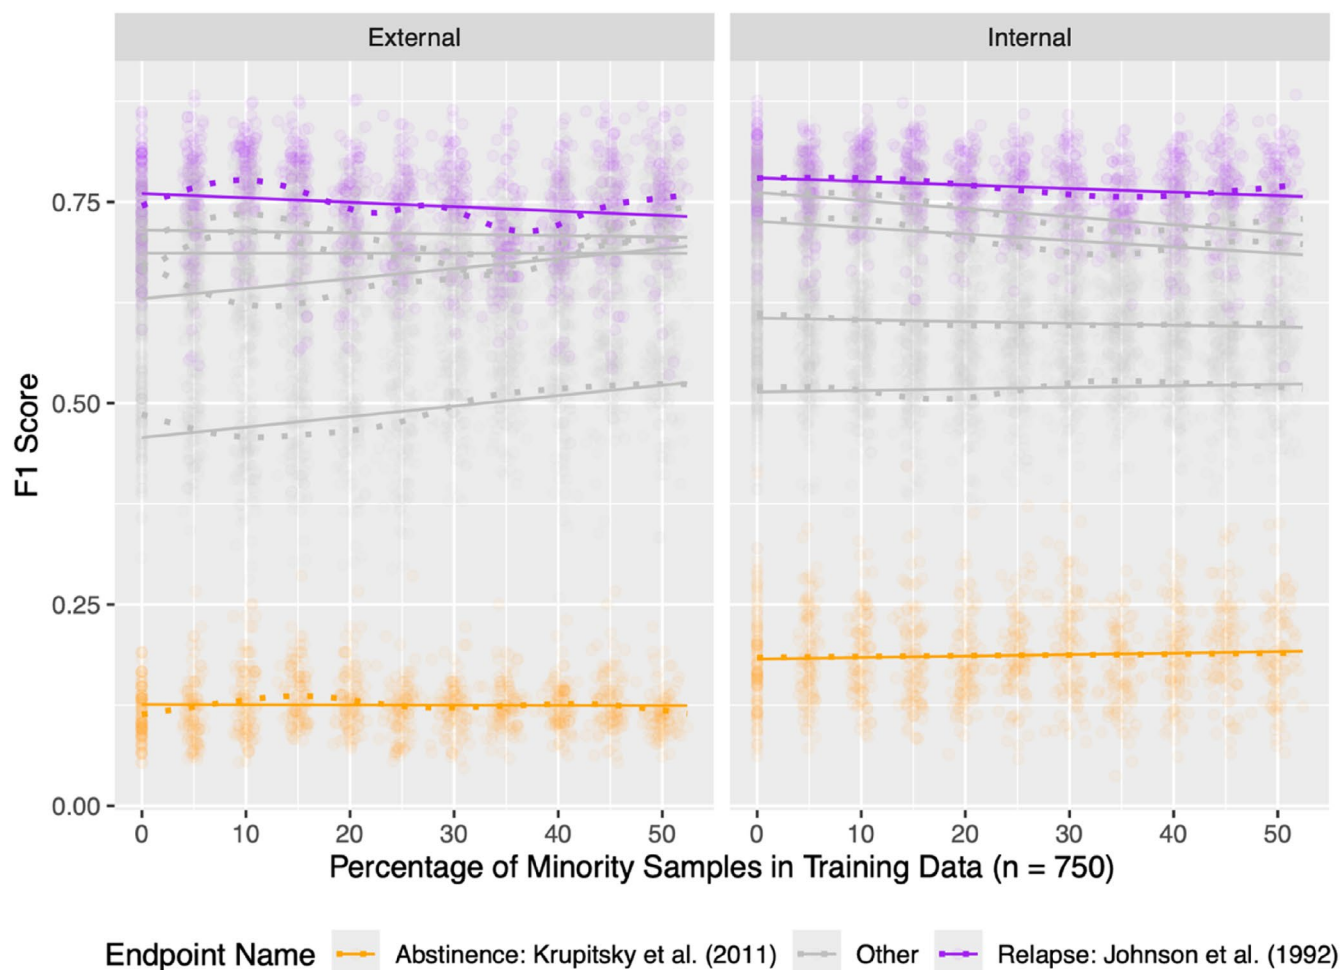 External Internal
F1 Score
0.75
0.50
0.25
0.00
0 10 20 30 40 50 0 10 20 30 40 50
Percentage of Minority Samples in Training Data (n = 750)
Endpoint Name Abstinence: Krupitsky et al. (2011) Other Relapse: Johnson et al. (1992)